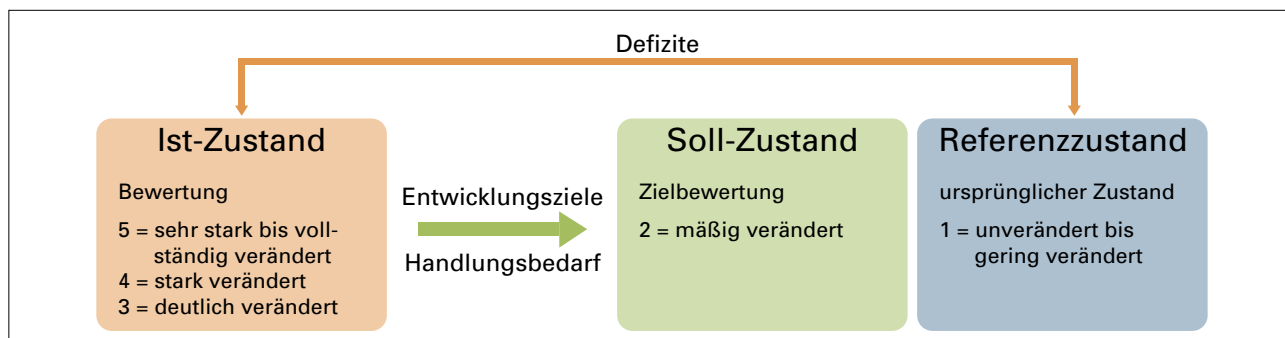 Defizite
Ist-Zustand
Bewertung
5 = sehr stark bis voll-
ständig verändert
4 = stark verändert
3 = deutlich verändert
Entwicklungsziele
Handlungsbedarf
Soll-Zustand
Zielbewertung
2 = mäßig verändert
Referenzzustand
ursprünglicher Zustand
1 = unverändert bis
gering verändert